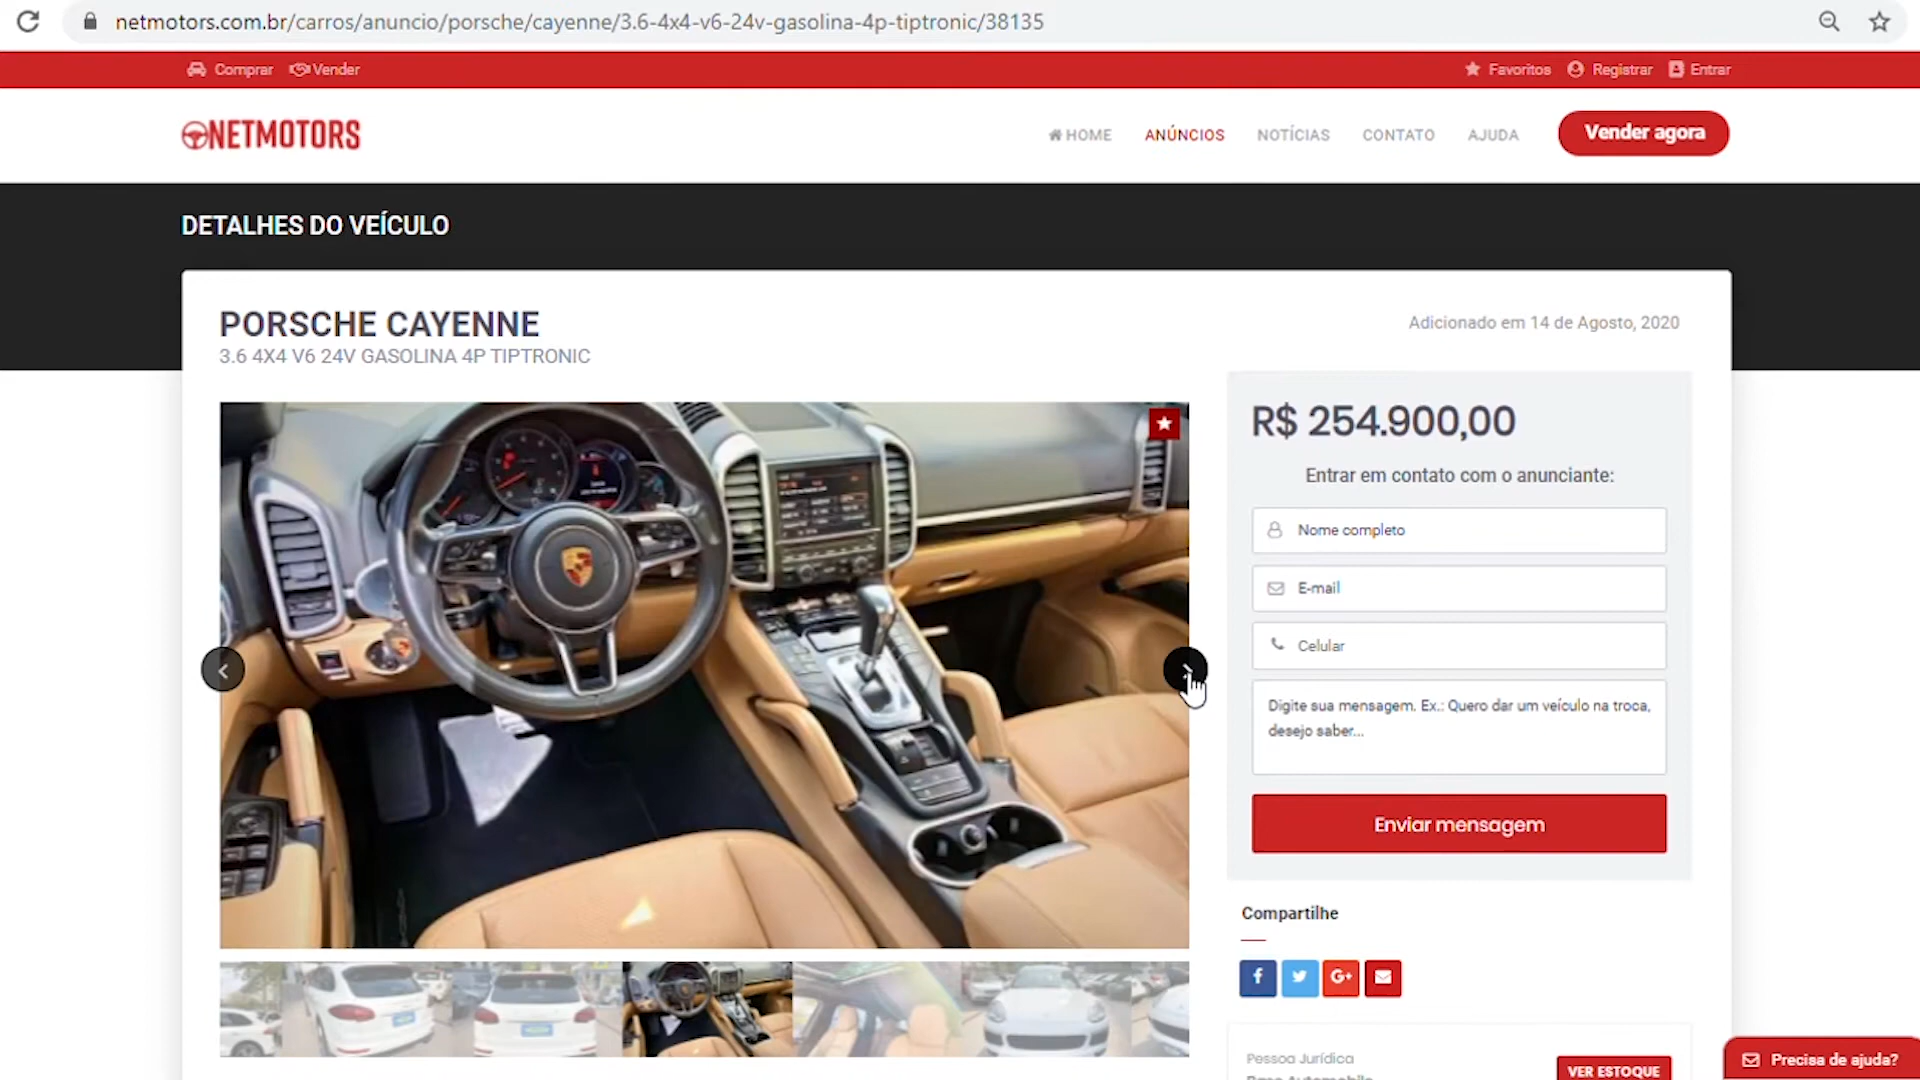 netmotors.com.br/carros/anuncio/porsche/cayenne/3.6-4x4-v6-24v-gasolina-4p-tiptronic/38135
Comprar Vender Favoritos Registrar Entrar
NETMOTORS HOME ANÚNCIOS NOTÍCIAS CONTATO AJUDA Vender agora
DETALHES DO VEÍCULO
PORSCHE CAYENNE
3.6 4X4 V6 24V GASOLINA 4P TIPTRONIC
Adicionado em 14 de Agosto, 2020
R$ 254.900,00
Entrar em contato com o anunciante:
Nome completo
E-mail
Celular
Digite sua mensagem. Ex.: Quero dar um veículo na troca,
desejo saber...
Enviar mensagem
Compartilhe
f G+
Pessoa Jurídica
VER ESTOQUE
Precisa de ajuda?